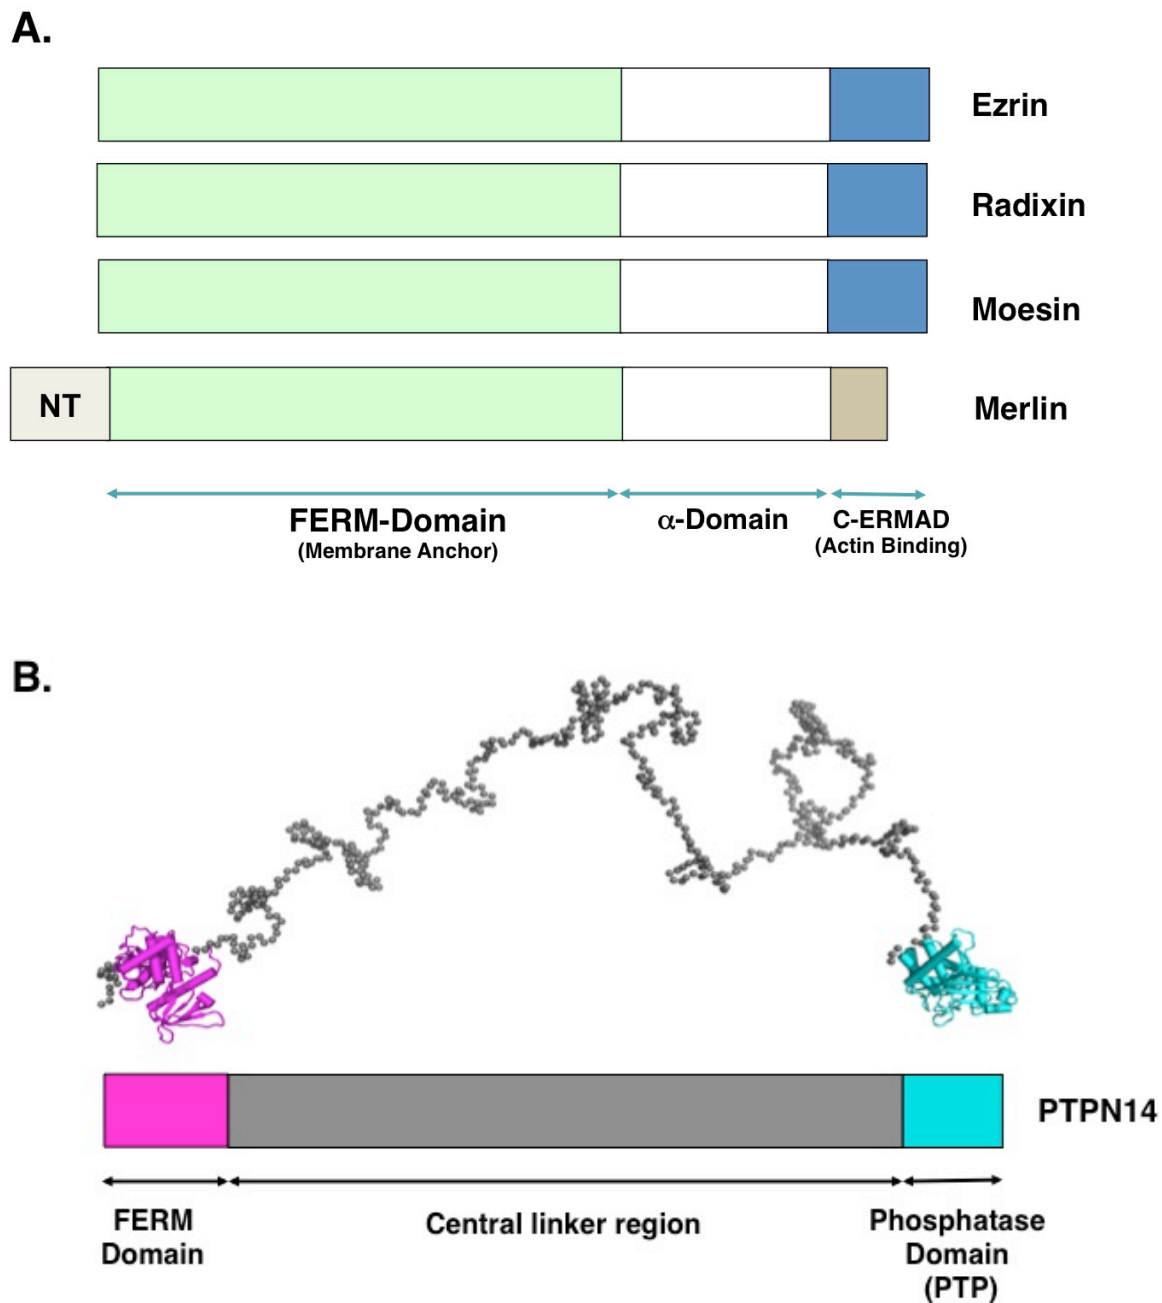 A.
Ezrin
Radixin
Moesin
NT
Merlin
FERM-Domain
(Membrane Anchor)
α-Domain
C-ERMAD
(Actin Binding)
B.
PTPN14
FERM
Domain
Central linker region
Phosphatase
Domain
(PTP)